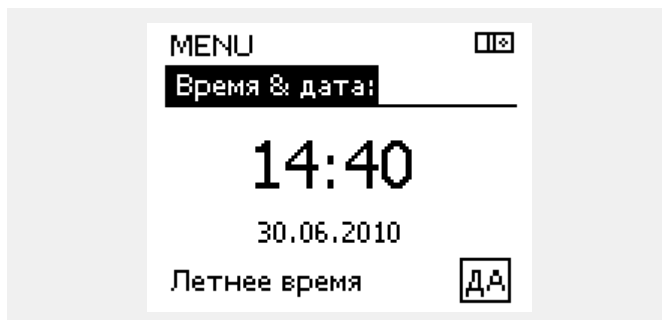 MENU
Время & дата:
14:40
30.06.2010
Летнее время ДА